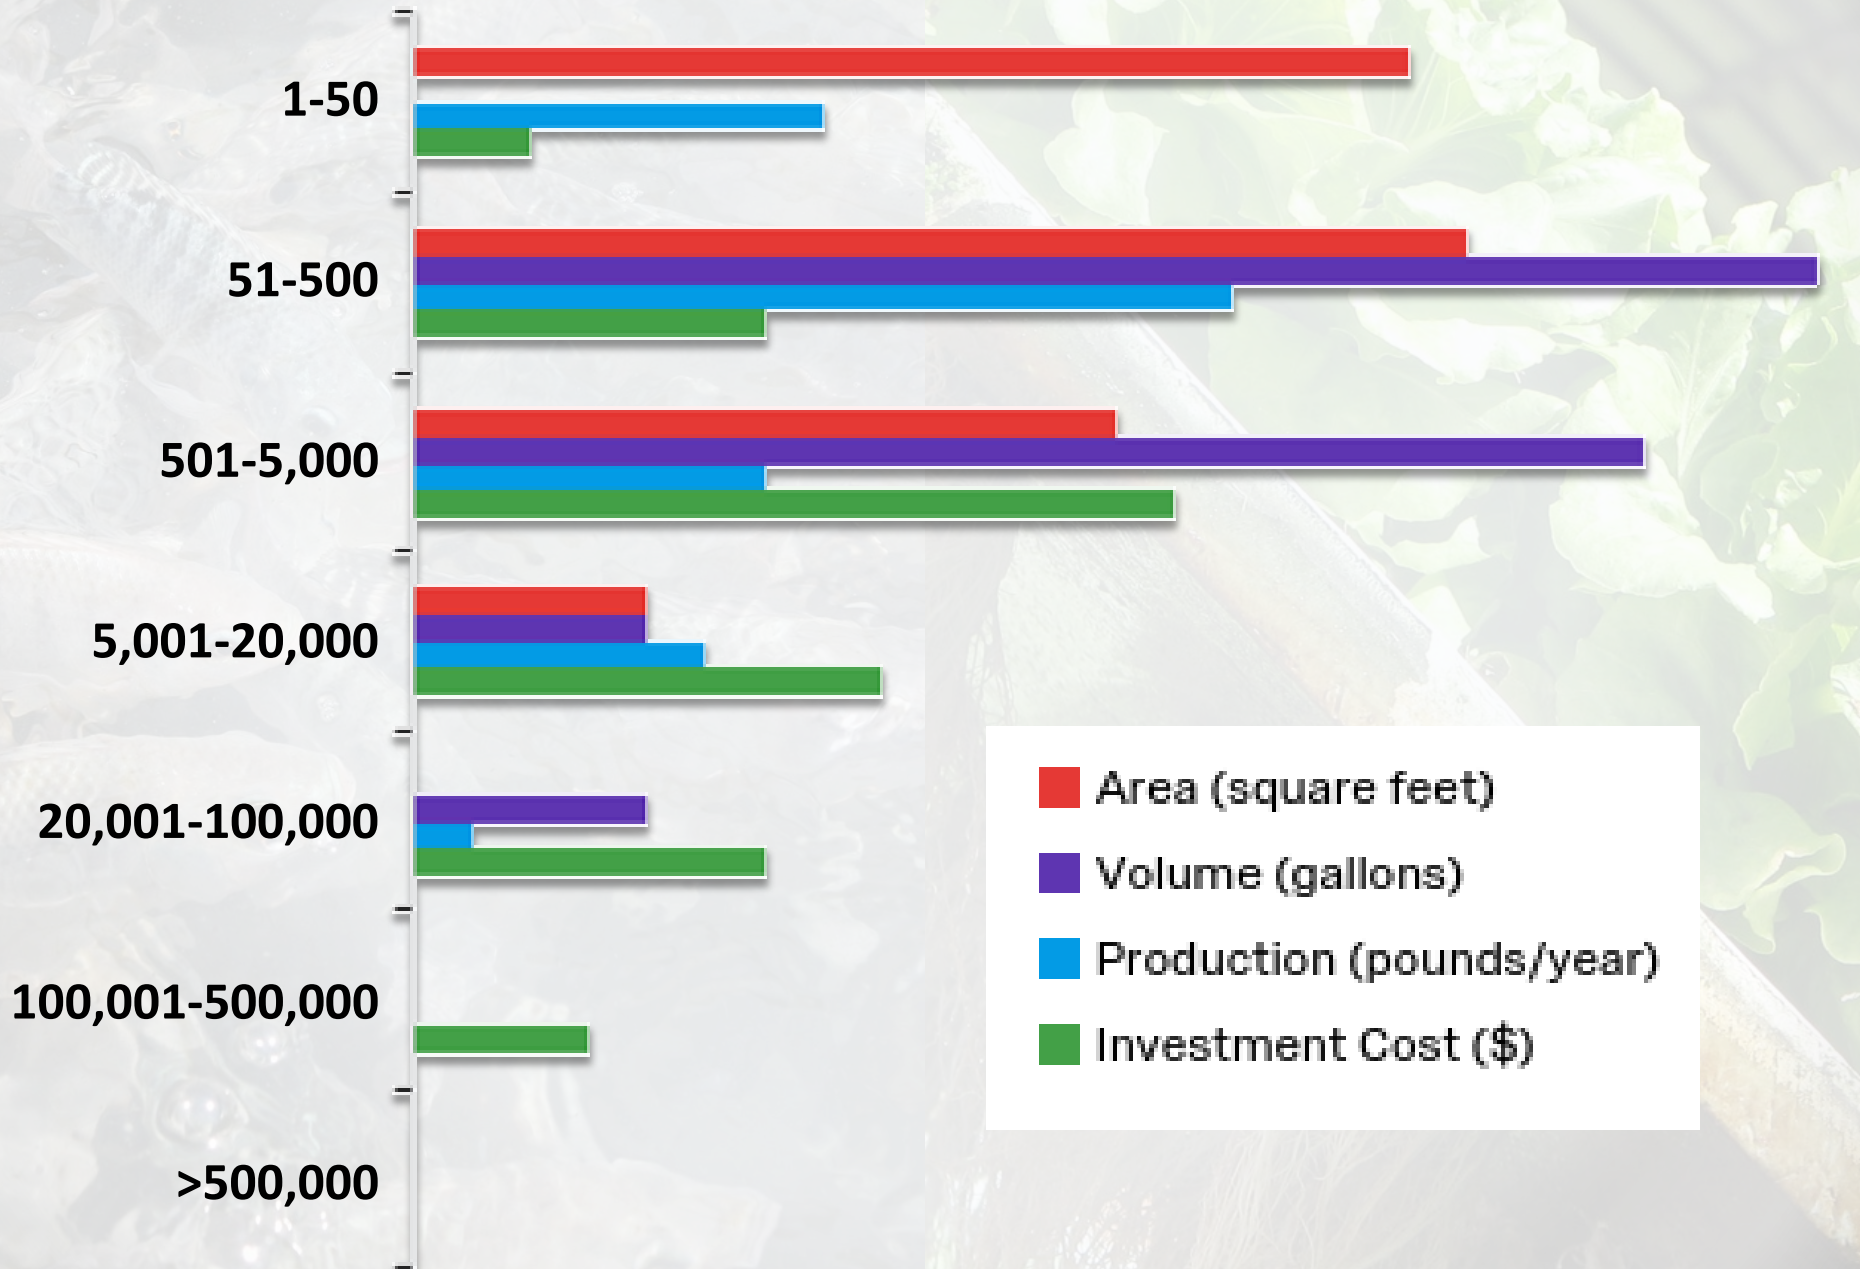 1-50
51-500
501-5,000
5,001-20,000
20,001-100,000
100,001-500,000
>500,000
Area (square feet)
Volume (gallons)
Production (pounds/year)
Investment Cost ($)